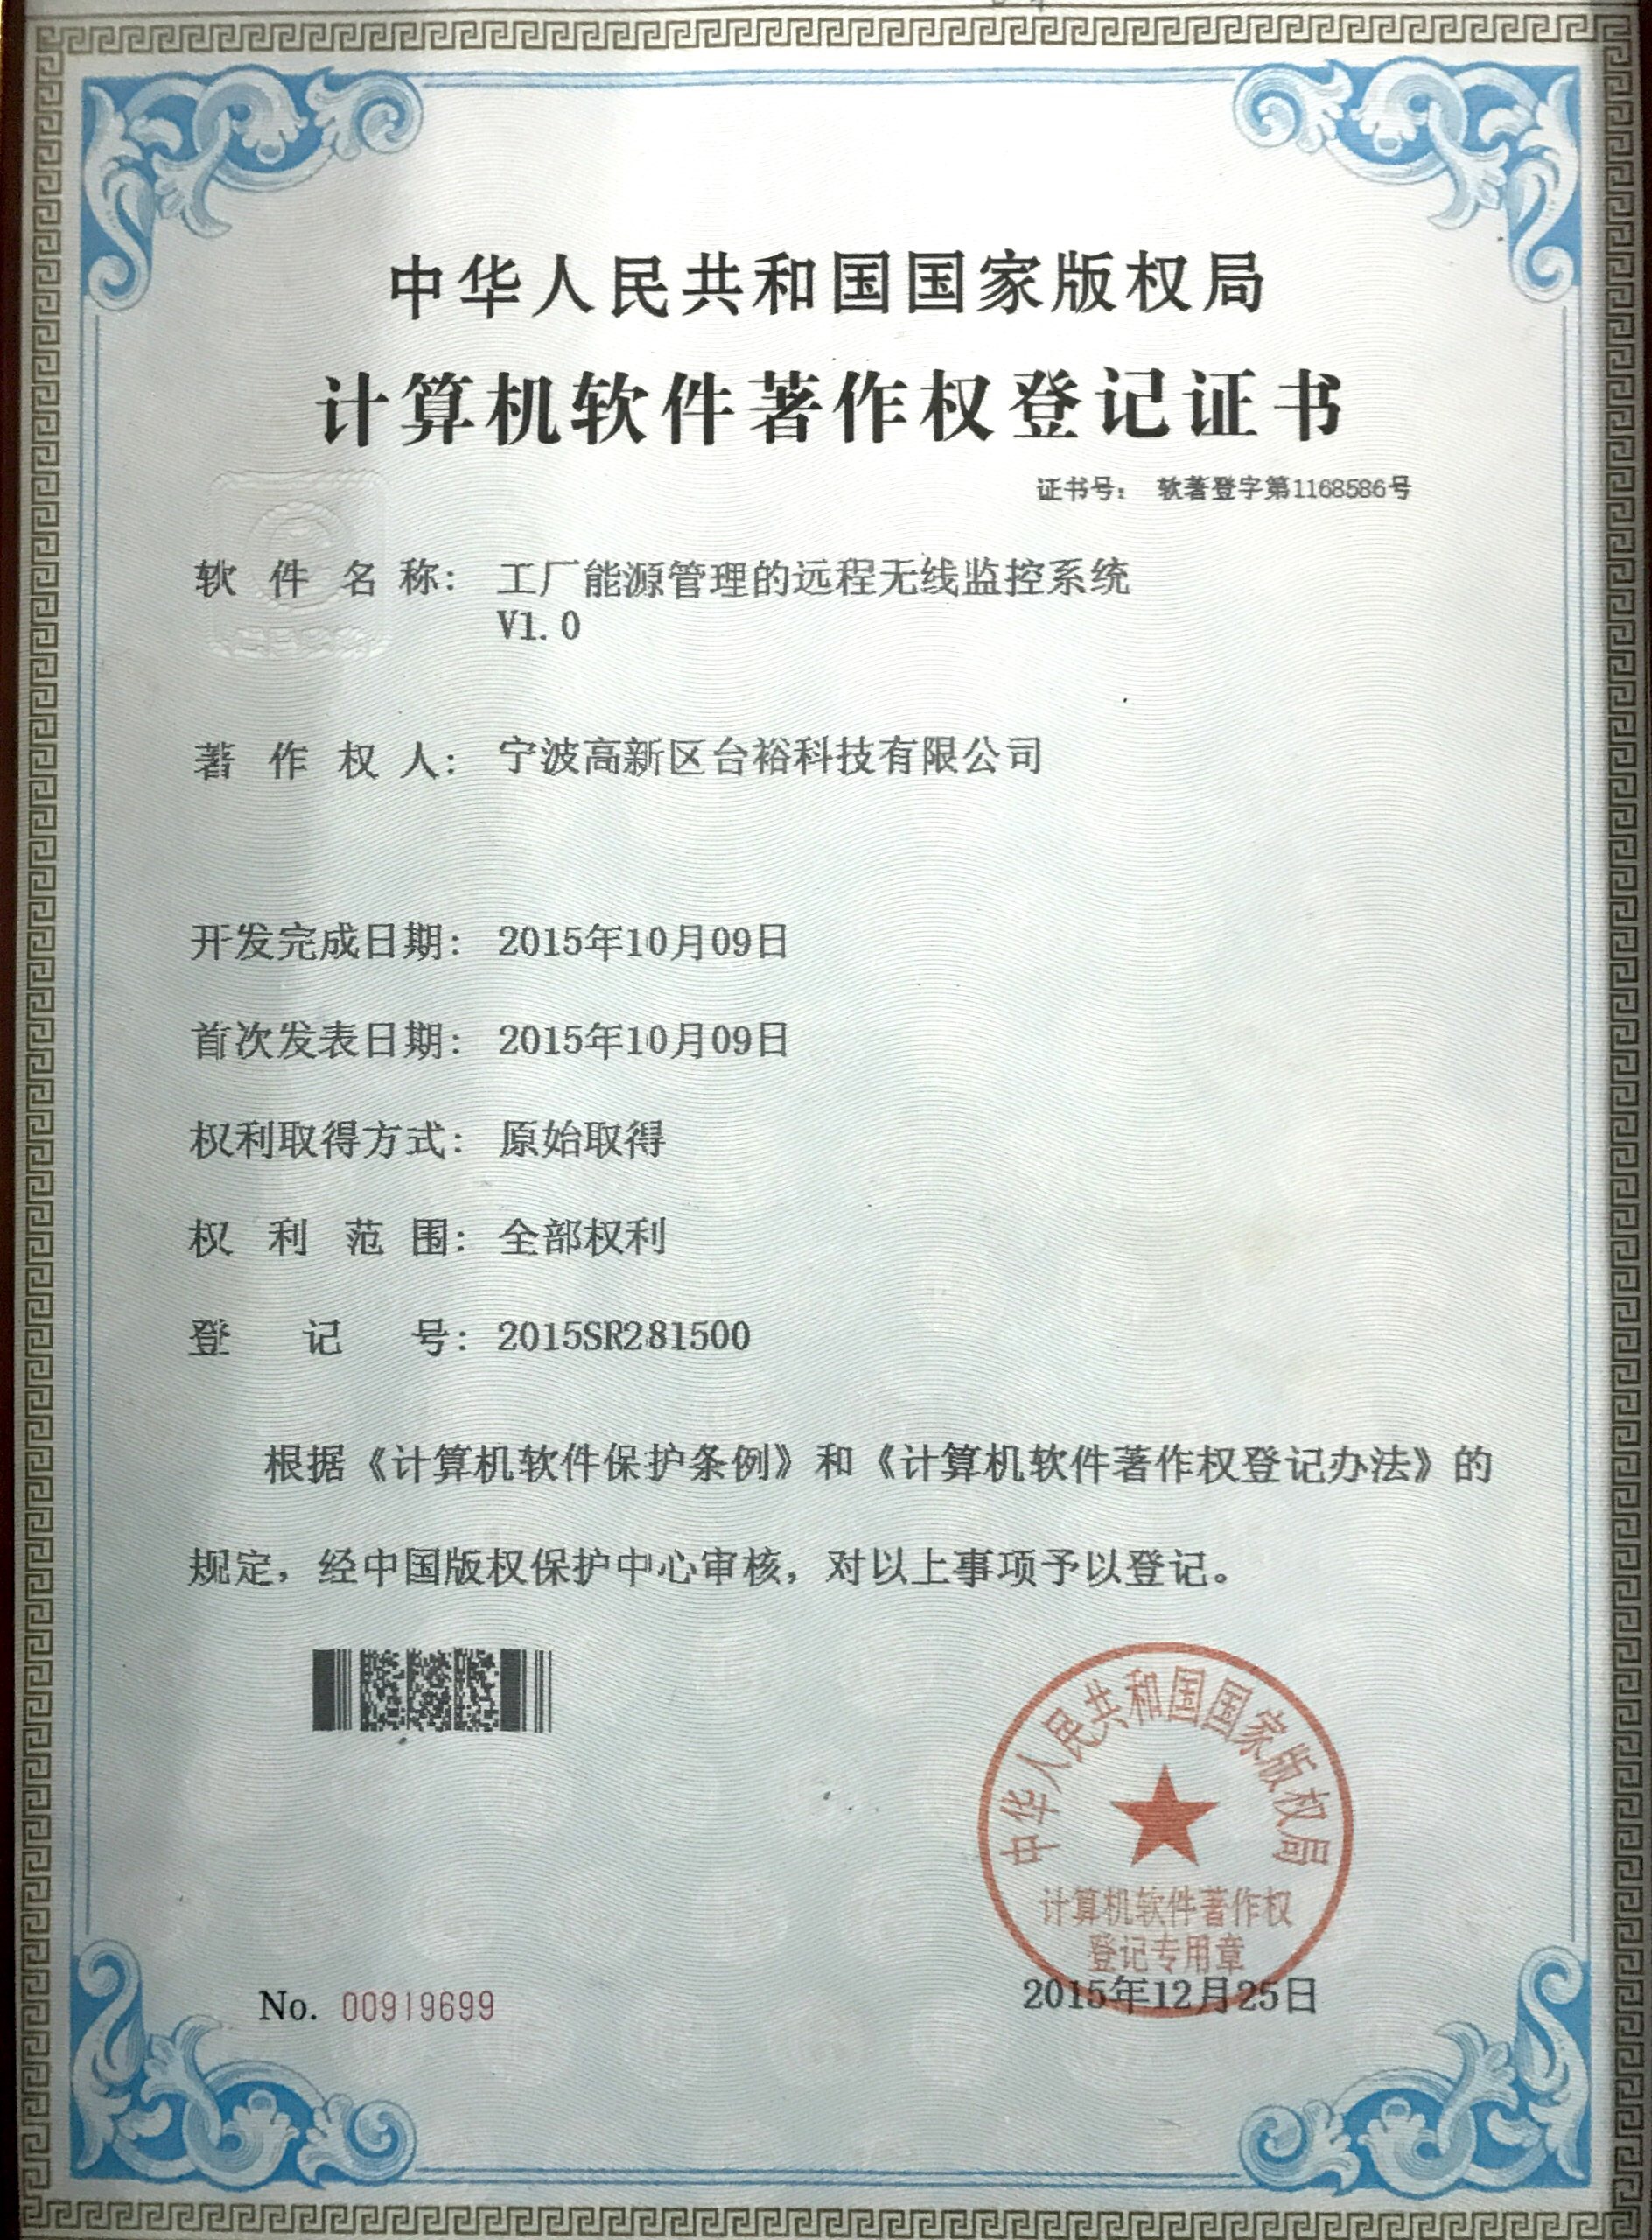 中华人民共和国国家版权局
计算机软件著作权登记证书
证书号： 软著登字第1168586号
软件名称： 工厂能源管理的远程无线监控系统
V1.0
著作权人： 宁波高新区台裕科技有限公司
开发完成日期： 2015年10月09日
首次发表日期： 2015年10月09日
权利取得方式： 原始取得
权利范围： 全部权利
登记号： 2015SR281500
根据《计算机软件保护条例》和《计算机软件著作权登记办法》的
规定，经中国版权保护中心审核，对以上事项予以登记。
中华人民共和国国家版权局
计算机软件著作权
登记专用章
No. 00919699
2015年12月25日